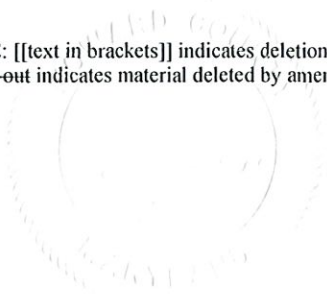 : [[text in brackets]] indicates deletion
out indicates material deleted by amer